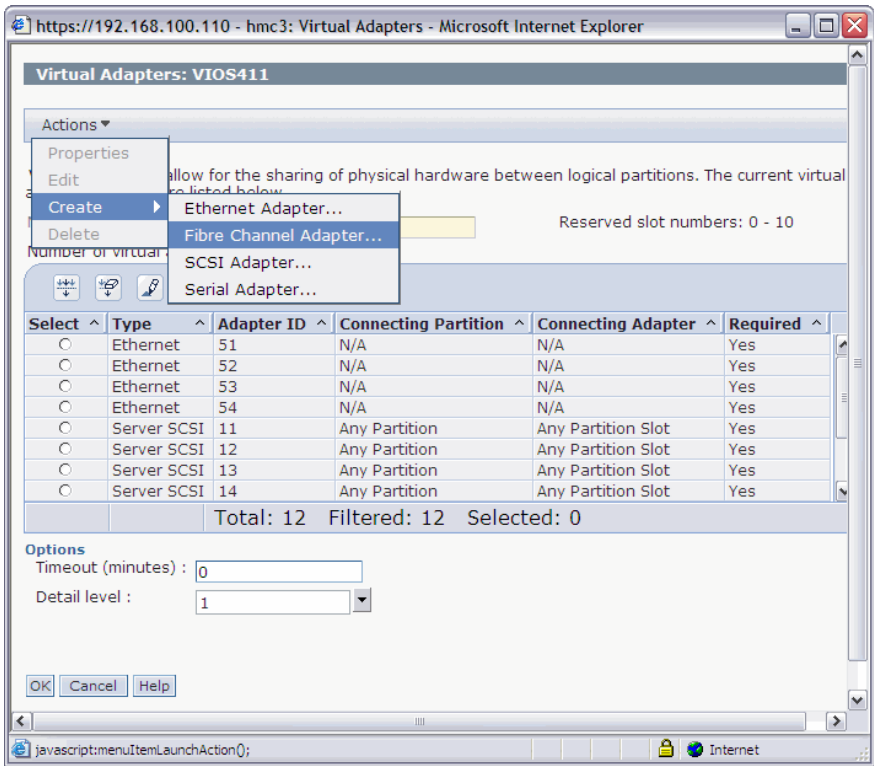 https://192.168.100.110 - hmc3: Virtual Adapters - Microsoft Internet Explorer
Virtual Adapters: VIOS411
Actions
Properties
allow for the sharing of physical hardware between logical partitions. The current virtual
Edit
listed below
Create
Ethernet Adapter...
Reserved slot numbers: 0 - 10
Delete
Fibre Channel Adapter...
Number of virtual
SCSI Adapter...
Serial Adapter...
Select ^ Type ^ Adapter ID ^ Connecting Partition ^ Connecting Adapter ^ Required ^
Ethernet 51 N/A N/A Yes
Ethernet 52 N/A N/A Yes
Ethernet 53 N/A N/A Yes
Ethernet 54 N/A N/A Yes
Server SCSI 11 Any Partition Any Partition Slot Yes
Server SCSI 12 Any Partition Any Partition Slot Yes
Server SCSI 13 Any Partition Any Partition Slot Yes
Server SCSI 14 Any Partition Any Partition Slot Yes
Total: 12 Filtered: 12 Selected: 0
Options
Timeout (minutes) : 0
Detail level : 1
OK Cancel Help
javascript:menuItemLaunchAction(); Internet